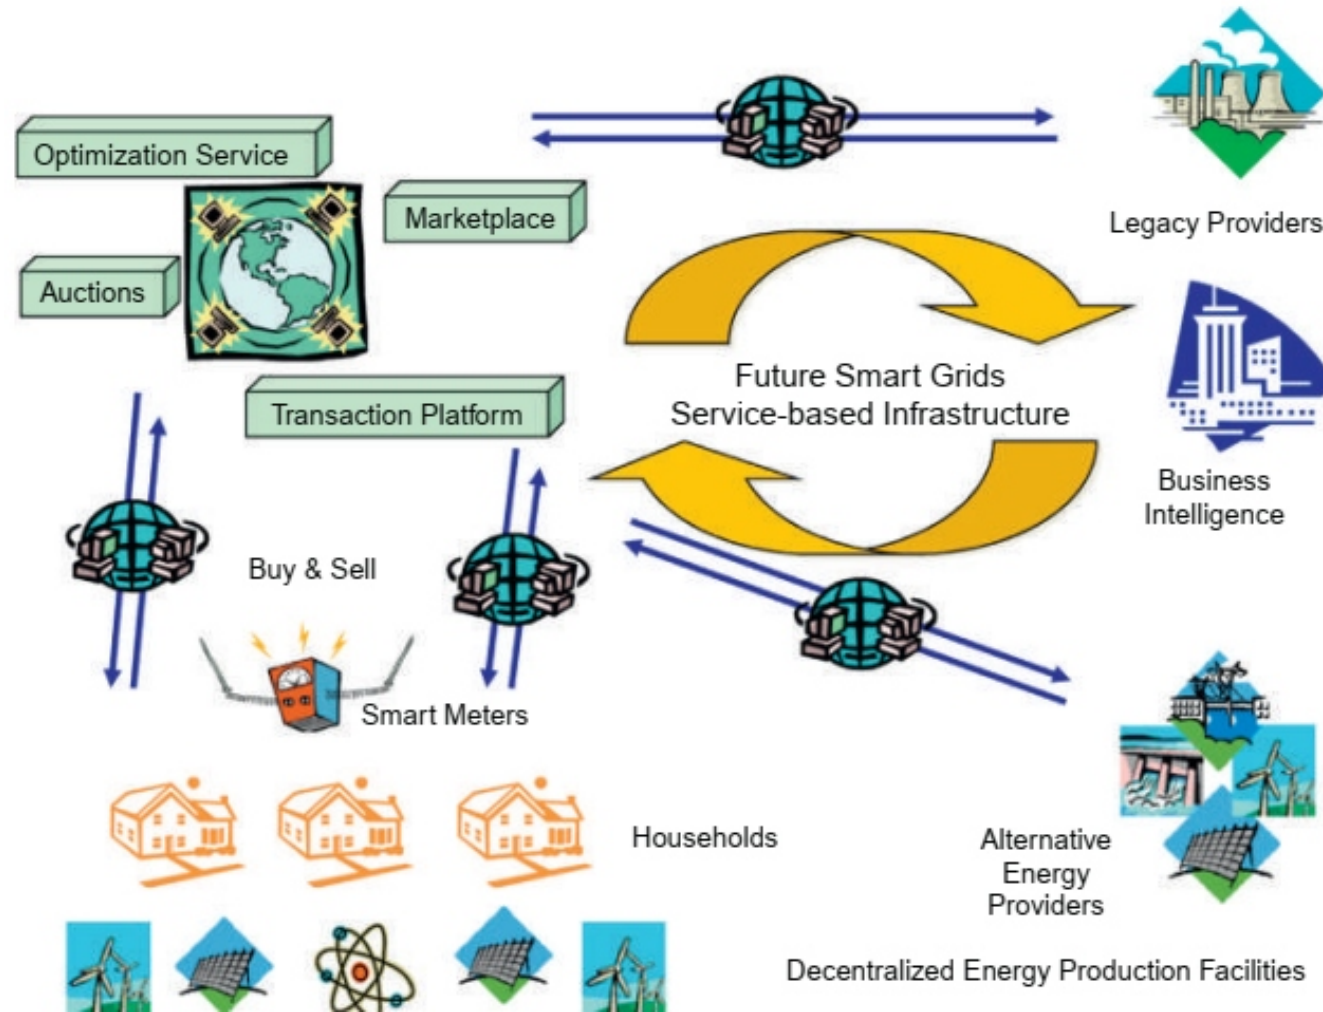 Optimization Service
Marketplace
Legacy Providers
Auctions
Future Smart Grids
Service-based Infrastructure
Transaction Platform
Business
Intelligence
Buy & Sell
Smart Meters
Households
Alternative
Energy
Providers
Decentralized Energy Production Facilities